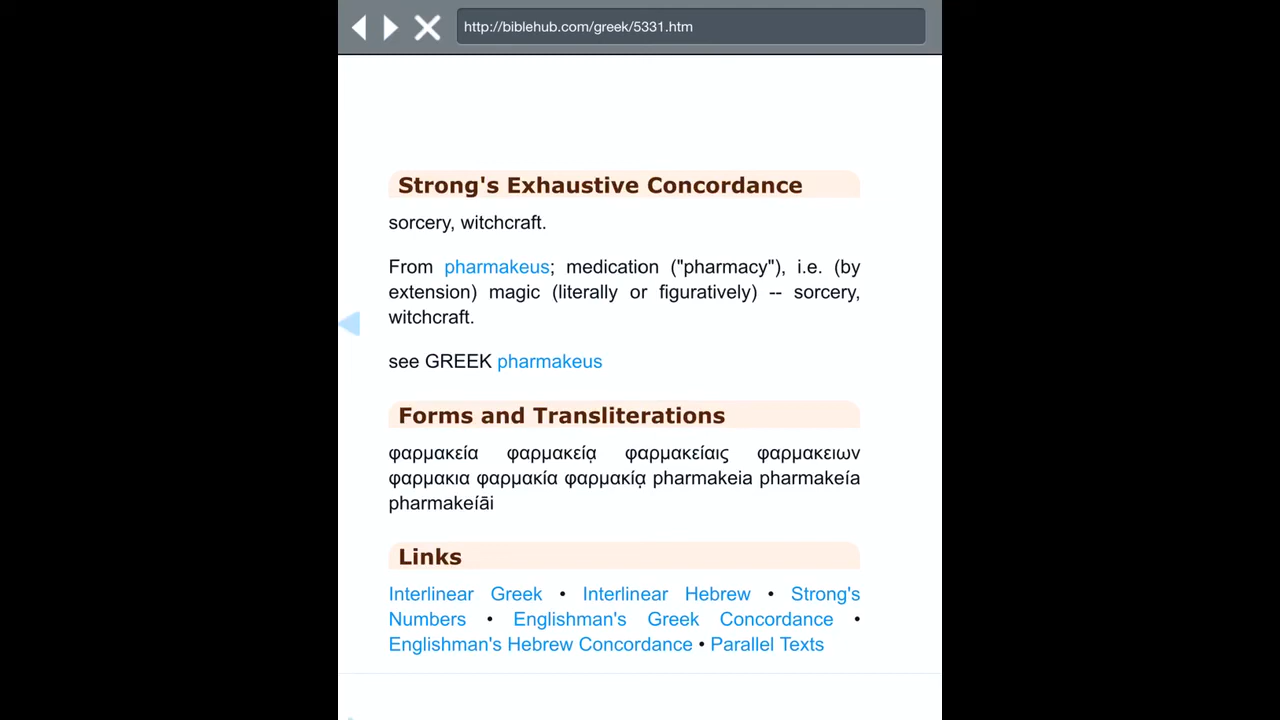 http://biblehub.com/greek/5331.htm
Strong's Exhaustive Concordance
sorcery, witchcraft.
From pharmakeus; medication ("pharmacy"), i.e. (by
extension) magic (literally or figuratively) -- sorcery,
witchcraft.
see GREEK pharmakeus
Forms and Transliterations
φαρμακεία φαρμακείᾳ φαρμακείαις φαρμακειων
φαρμακια φαρμακία φαρμακίᾳ pharmakeia pharmakeía
pharmakeíāi
Links
Interlinear Greek • Interlinear Hebrew • Strong's
Numbers • Englishman's Greek Concordance •
Englishman's Hebrew Concordance • Parallel Texts